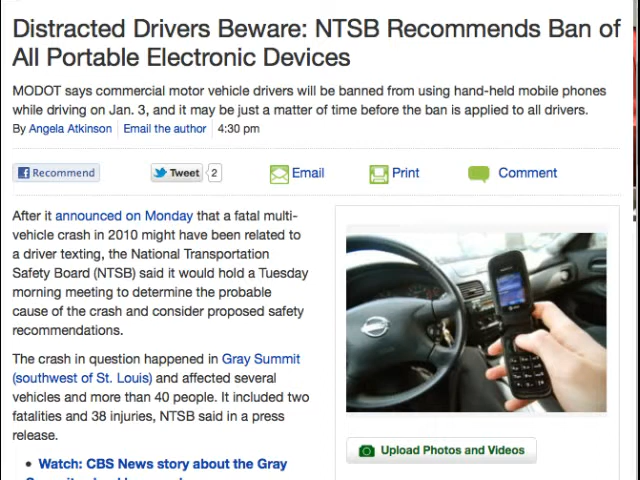 Distracted Drivers Beware: NTSB Recommends Ban of
All Portable Electronic Devices
MODOT says commercial motor vehicle drivers will be banned from using hand-held mobile phones
while driving on Jan. 3, and it may be just a matter of time before the ban is applied to all drivers.
By Angela Atkinson Email the author 4:30 pm
Recommend Tweet 2 Email Print Comment
After it announced on Monday that a fatal multi-
vehicle crash in 2010 might have been related to
a driver texting, the National Transportation
Safety Board (NTSB) said it would hold a Tuesday
morning meeting to determine the probable
cause of the crash and consider proposed safety
recommendations.
The crash in question happened in Gray Summit
(southwest of St. Louis) and affected several
vehicles and more than 40 people. It included two
fatalities and 38 injuries, NTSB said in a press
release.
• Watch: CBS News story about the Gray
Upload Photos and Videos